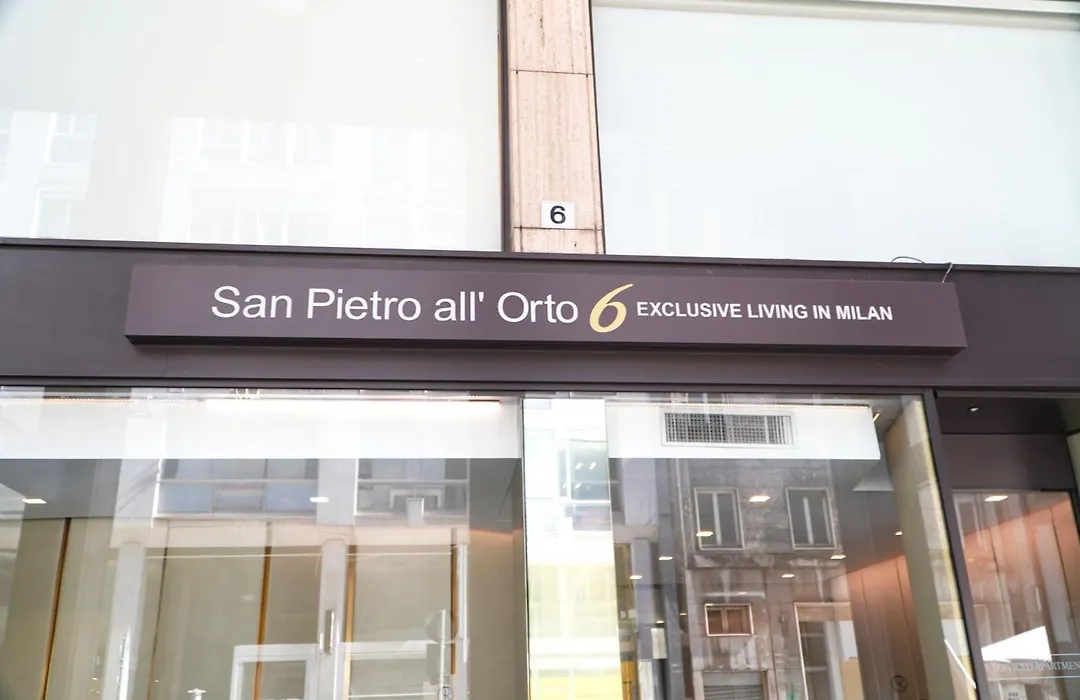 6
San Pietro all' Orto 6 EXCLUSIVE LIVING IN MILAN